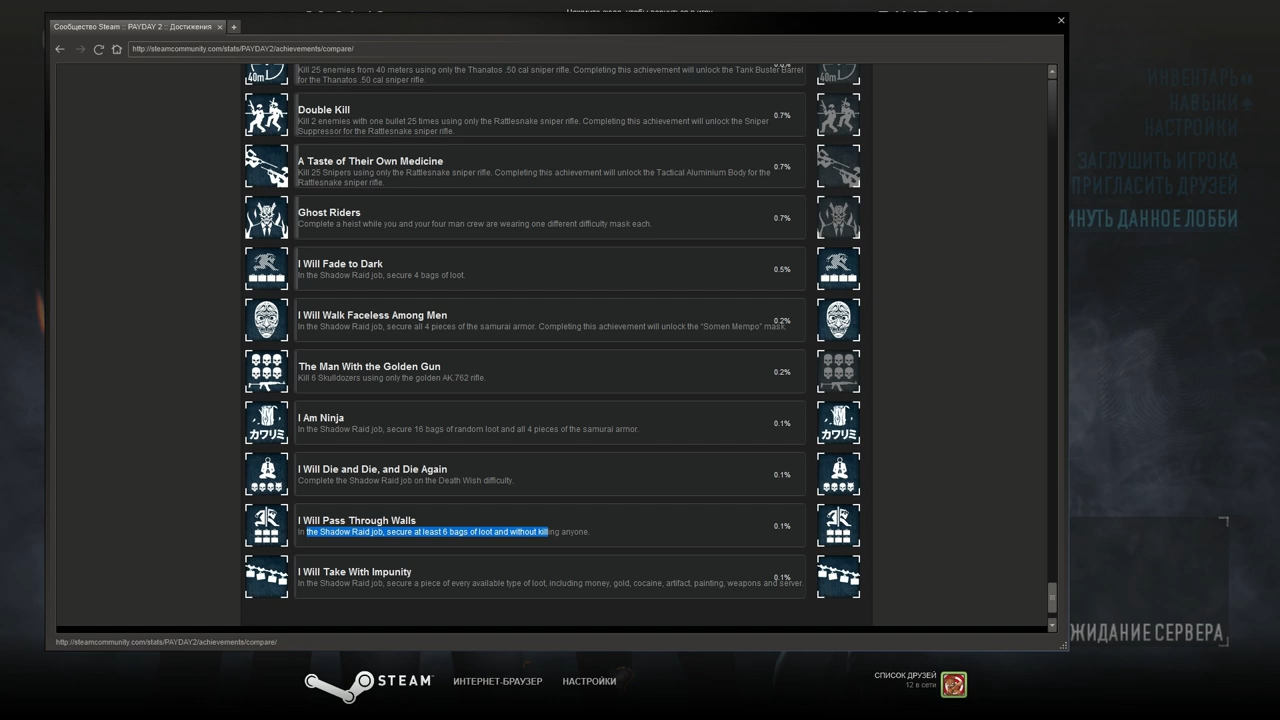 Сообщество Steam :: PAYDAY 2 :: Достижения
http://steamcommunity.com/stats/PAYDAY2/achievements/compare/
Kill 25 enemies from 40 meters using only the Thanatos .50 cal sniper rifle. Completing this achievement will unlock the Tank Buster Barrel
for the Thanatos .50 cal sniper rifle.
40m
40m
Double Kill
Kill 2 enemies with one bullet 25 times using only the Rattlesnake sniper rifle. Completing this achievement will unlock the Sniper
Suppressor for the Rattlesnake sniper rifle.
0.7%
A Taste of Their Own Medicine
Kill 25 Snipers using only the Rattlesnake sniper rifle. Completing this achievement will unlock the Tactical Aluminium Body for the
Rattlesnake sniper rifle.
0.7%
Ghost Riders
Complete a heist while you and your four man crew are wearing one different difficulty mask each.
0.7%
I Will Fade to Dark
In the Shadow Raid job, secure 4 bags of loot.
0.5%
I Will Walk Faceless Among Men
In the Shadow Raid job, secure all 4 pieces of the samurai armor. Completing this achievement will unlock the "Somen Mempo" mask.
0.2%
The Man With the Golden Gun
Kill 6 Skulldozers using only the golden AK.762 rifle.
0.2%
I Am Ninja
In the Shadow Raid job, secure 16 bags of random loot and all 4 pieces of the samurai armor.
0.1%
カワリミ
カワリミ
I Will Die and Die, and Die Again
Complete the Shadow Raid job on the Death Wish difficulty.
0.1%
I Will Pass Through Walls
In the Shadow Raid job, secure at least 6 bags of loot and without killing anyone.
0.1%
I Will Take With Impunity
In the Shadow Raid job, secure a piece of every available type of loot, including money, gold, cocaine, artifact, painting, weapons and server.
0.1%
http://steamcommunity.com/stats/PAYDAY2/achievements/compare/
ИНВЕНТАРЬ
НАВЫКИ
НАСТРОЙКИ
ЗАГЛУШИТЬ ИГРОКА
ПРИГЛАСИТЬ ДРУЗЕЙ
ИНУТЬ ДАННОЕ ЛОББИ
ЖИДАНИЕ СЕРВЕРА
STEAM
ИНТЕРНЕТ-БРАУЗЕР
НАСТРОЙКИ
СПИСОК ДРУЗЕЙ
12 в сети